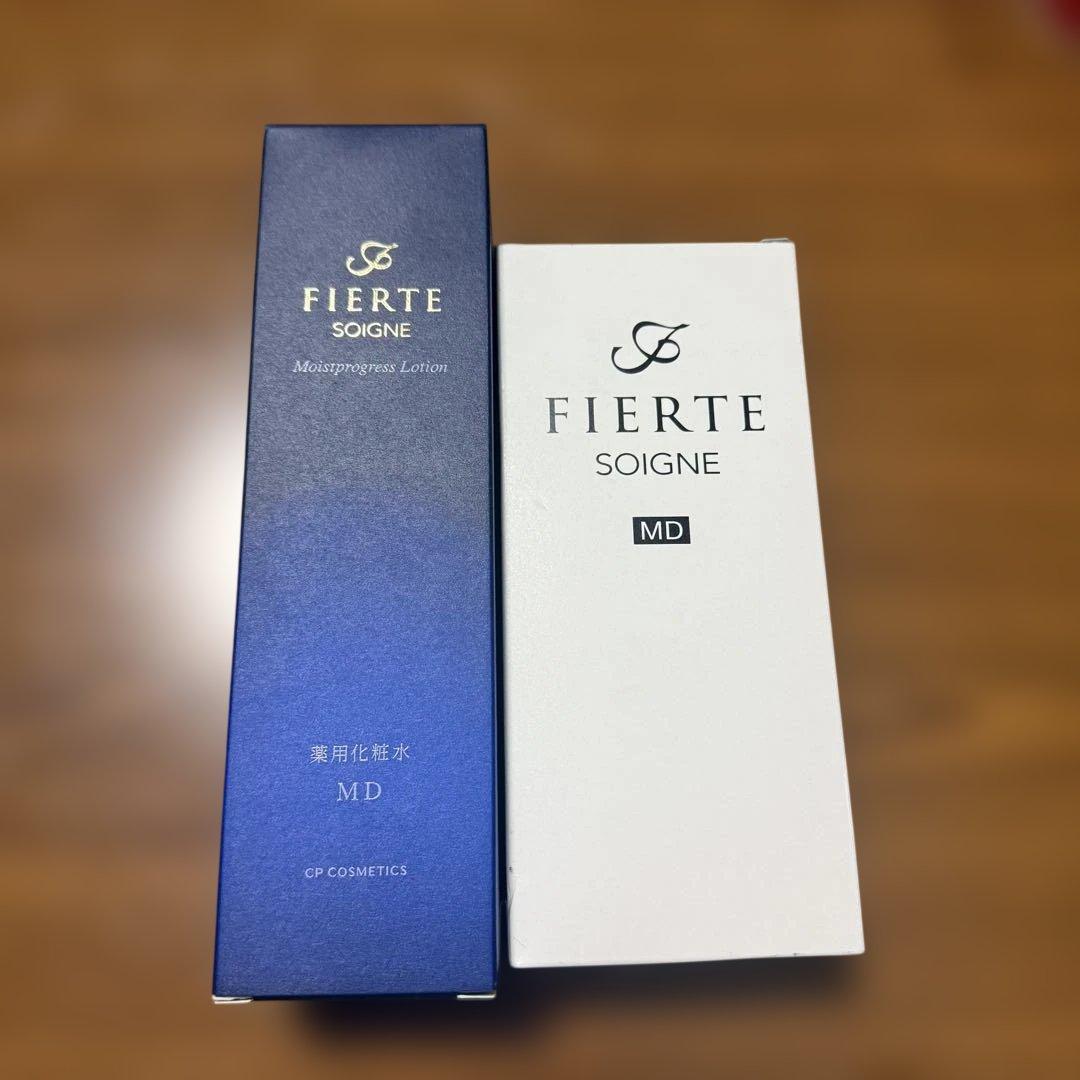 FIERTE
SOIGNE
Moistprogress Lotion
薬用化粧水
MD
CP COSMETICS
FIERTE
SOIGNE
MD